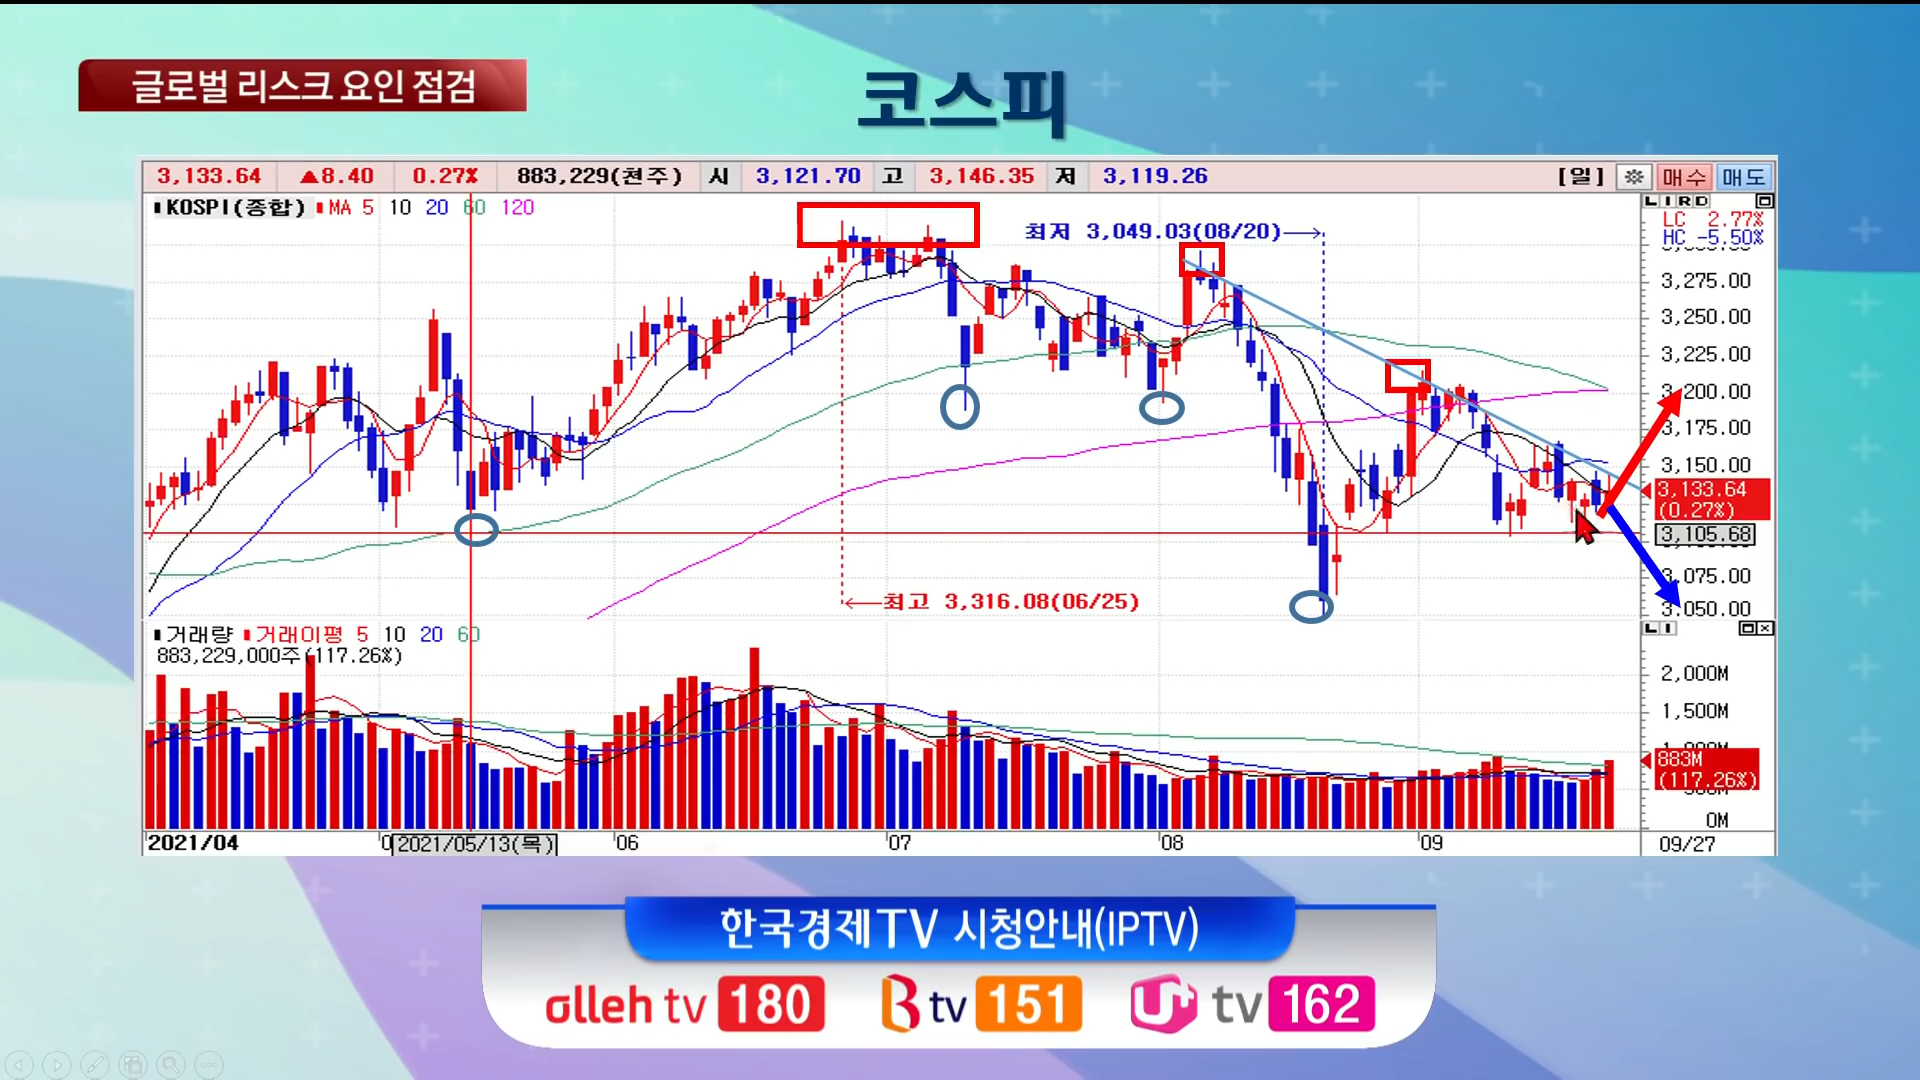 글로벌 리스크 요인 점검
코스피
3,133.64 ▲8.40 0.27% 883,229(천주) 시 3,121.70 고 3,146.35 저 3,119.26 [일] 매수 매도
KOSPI(종합) MA 5 10 20 60 120
L I R D
LC 2.77%
HC -5.50%
최저 3,049.03(08/20)
3,275.00
3,250.00
3,225.00
3,200.00
3,175.00
3,150.00
3,133.64
(0.27%)
3,105.68
3,075.00
3,050.00
최고 3,316.08(06/25)
거래량 거래이평 5 10 20 60
L I
883,229,000주(117.26%)
2,000M
1,500M
883M
(117.26%)
0M
2021/04 2021/05/13(목) 06 07 08 09 09/27
한국경제TV 시청안내(IPTV)
olleh tv 180 B tv 151 U+ tv 162